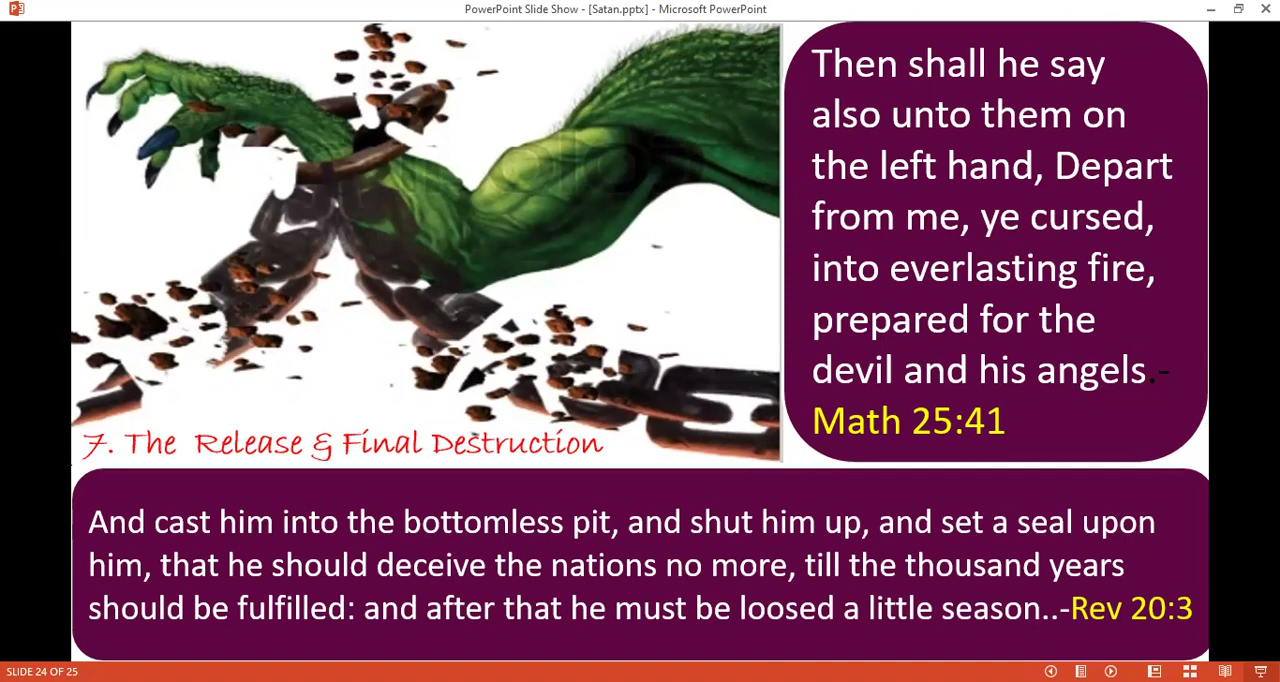 PowerPoint Slide Show - [Satan.pptx] - Microsoft PowerPoint
Then shall he say
also unto them on
the left hand, Depart
from me, ye cursed,
into everlasting fire,
prepared for the
devil and his angels.-
Math 25:41
7. The Release & Final Destruction
And cast him into the bottomless pit, and shut him up, and set a seal upon
him, that he should deceive the nations no more, till the thousand years
should be fulfilled: and after that he must be loosed a little season..-Rev 20:3
SLIDE 24 OF 25